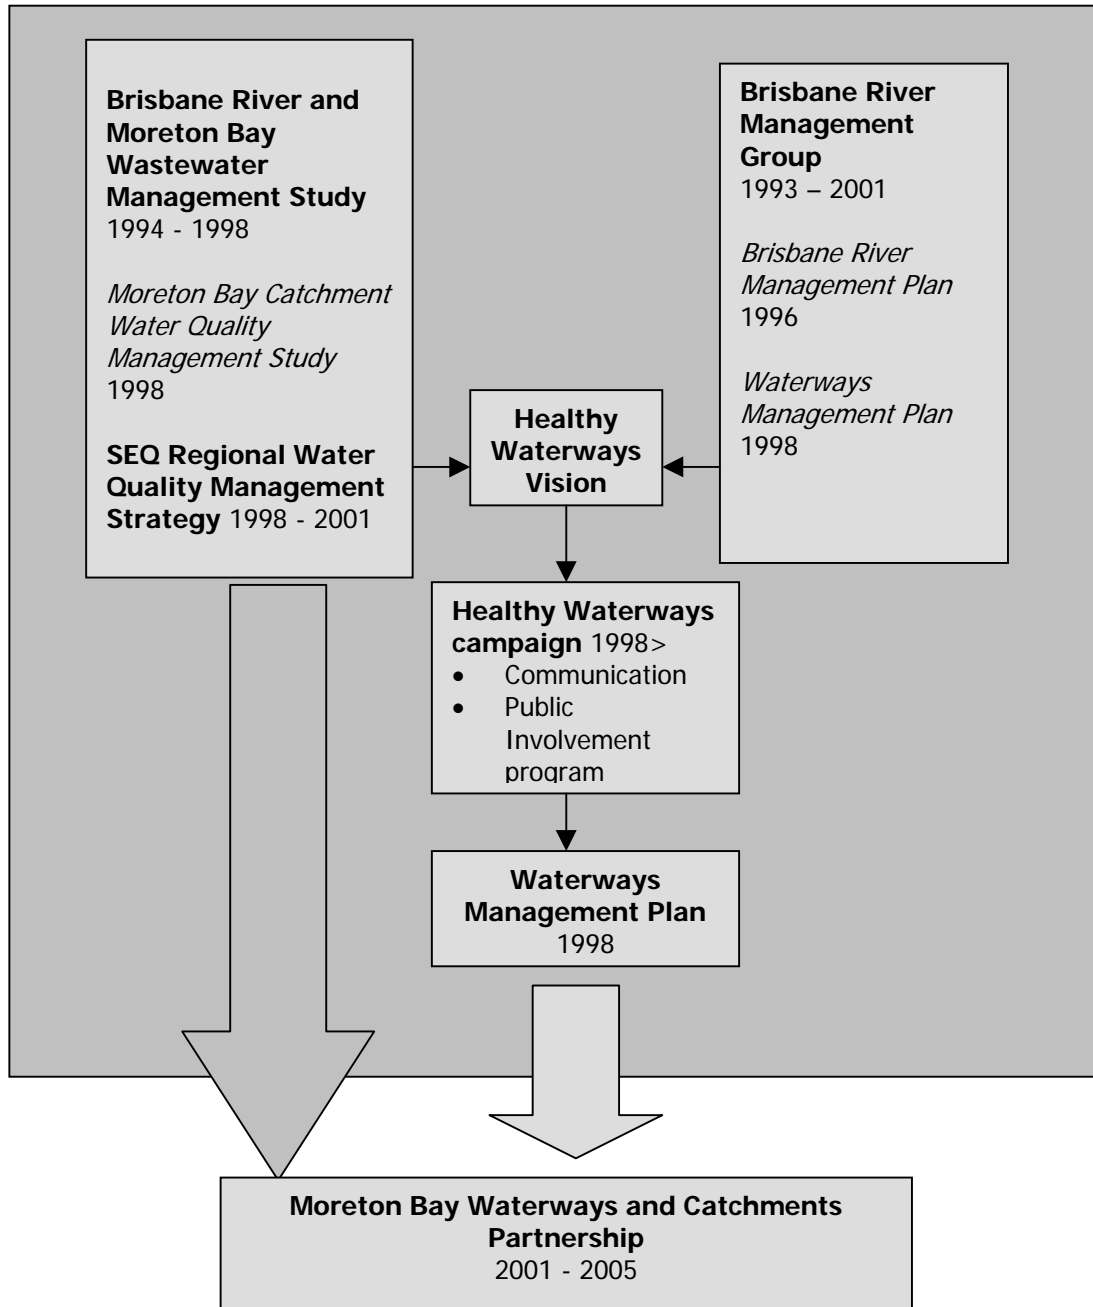 Brisbane River and
Moreton Bay
Wastewater
Management Study
1994 - 1998
Moreton Bay Catchment
Water Quality
Management Study
1998
SEQ Regional Water
Quality Management
Strategy 1998 - 2001
Brisbane River
Management
Group
1993 – 2001
Brisbane River
Management Plan
1996
Waterways
Management Plan
1998
Healthy
Waterways
Vision
Healthy Waterways
campaign 1998>
• Communication
• Public
Involvement
program
Waterways
Management Plan
1998
Moreton Bay Waterways and Catchments
Partnership
2001 - 2005